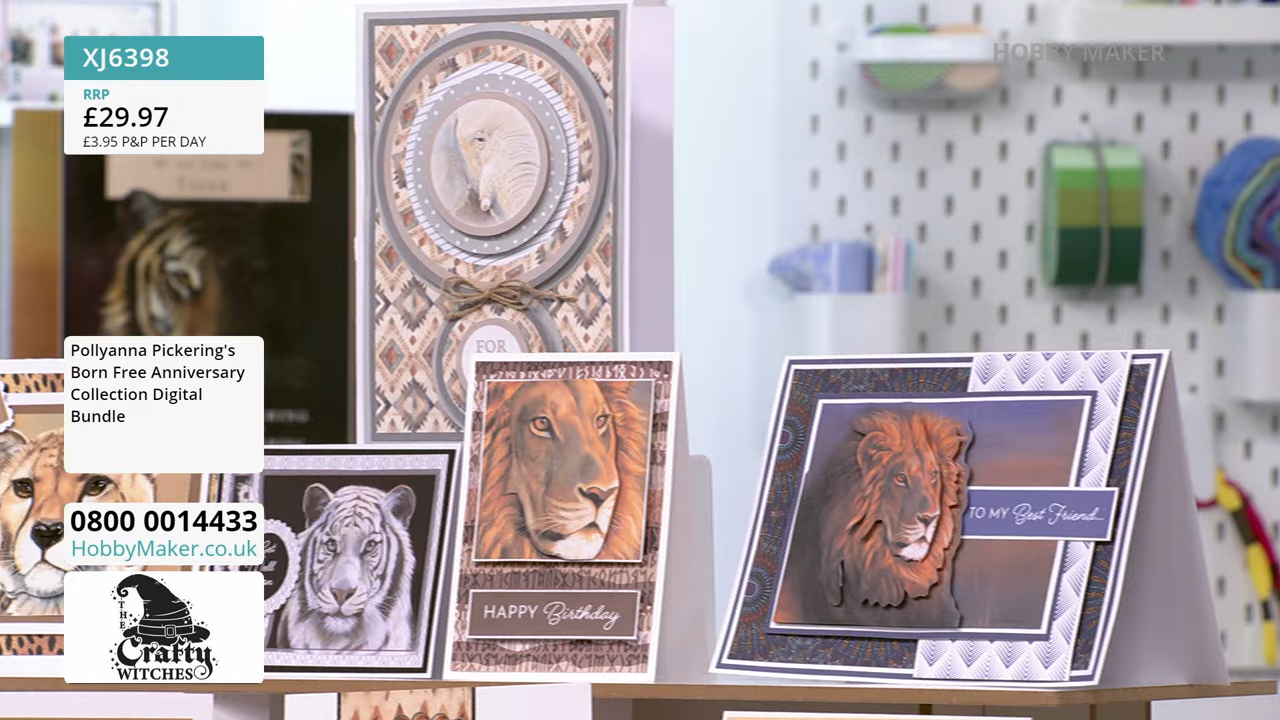 XJ6398
RRP
£29.97
£3.95 P&P PER DAY
HOBBY MAKER
TIGER
FOR
Pollyanna Pickering's
Born Free Anniversary
Collection Digital
Bundle
0800 0014433
HobbyMaker.co.uk
THE
Crafty
WITCHES
HAPPY Birthday
TO MY Best Friend...